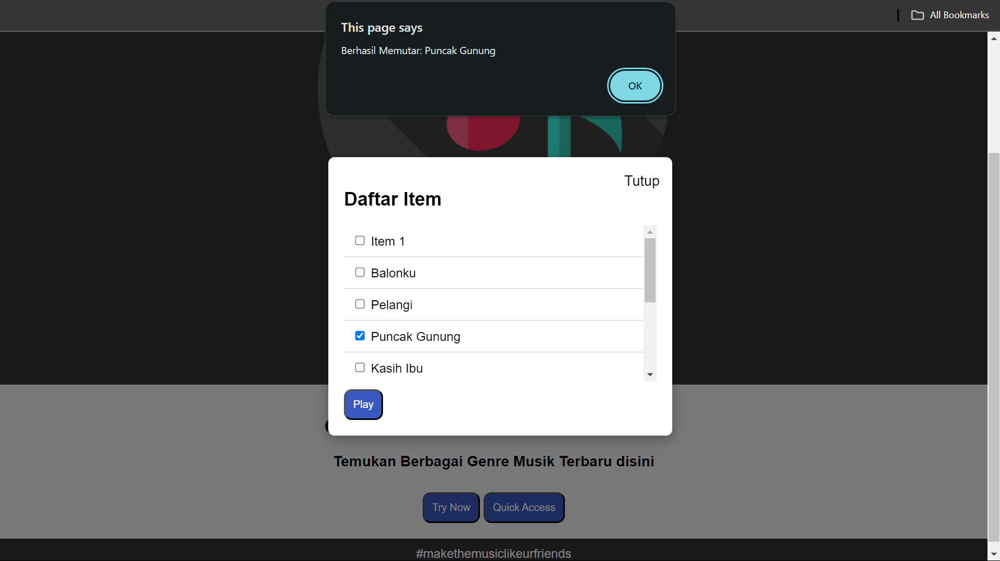 All Bookmarks
This page says
Berhasil Memutar: Puncak Gunung
OK
Tutup
Daftar Item
Item 1
Balonku
Pelangi
Puncak Gunung
Kasih Ibu
Play
Temukan Berbagai Genre Musik Terbaru disini
Try Now
Quick Access
#makethemusiclikeurfriends